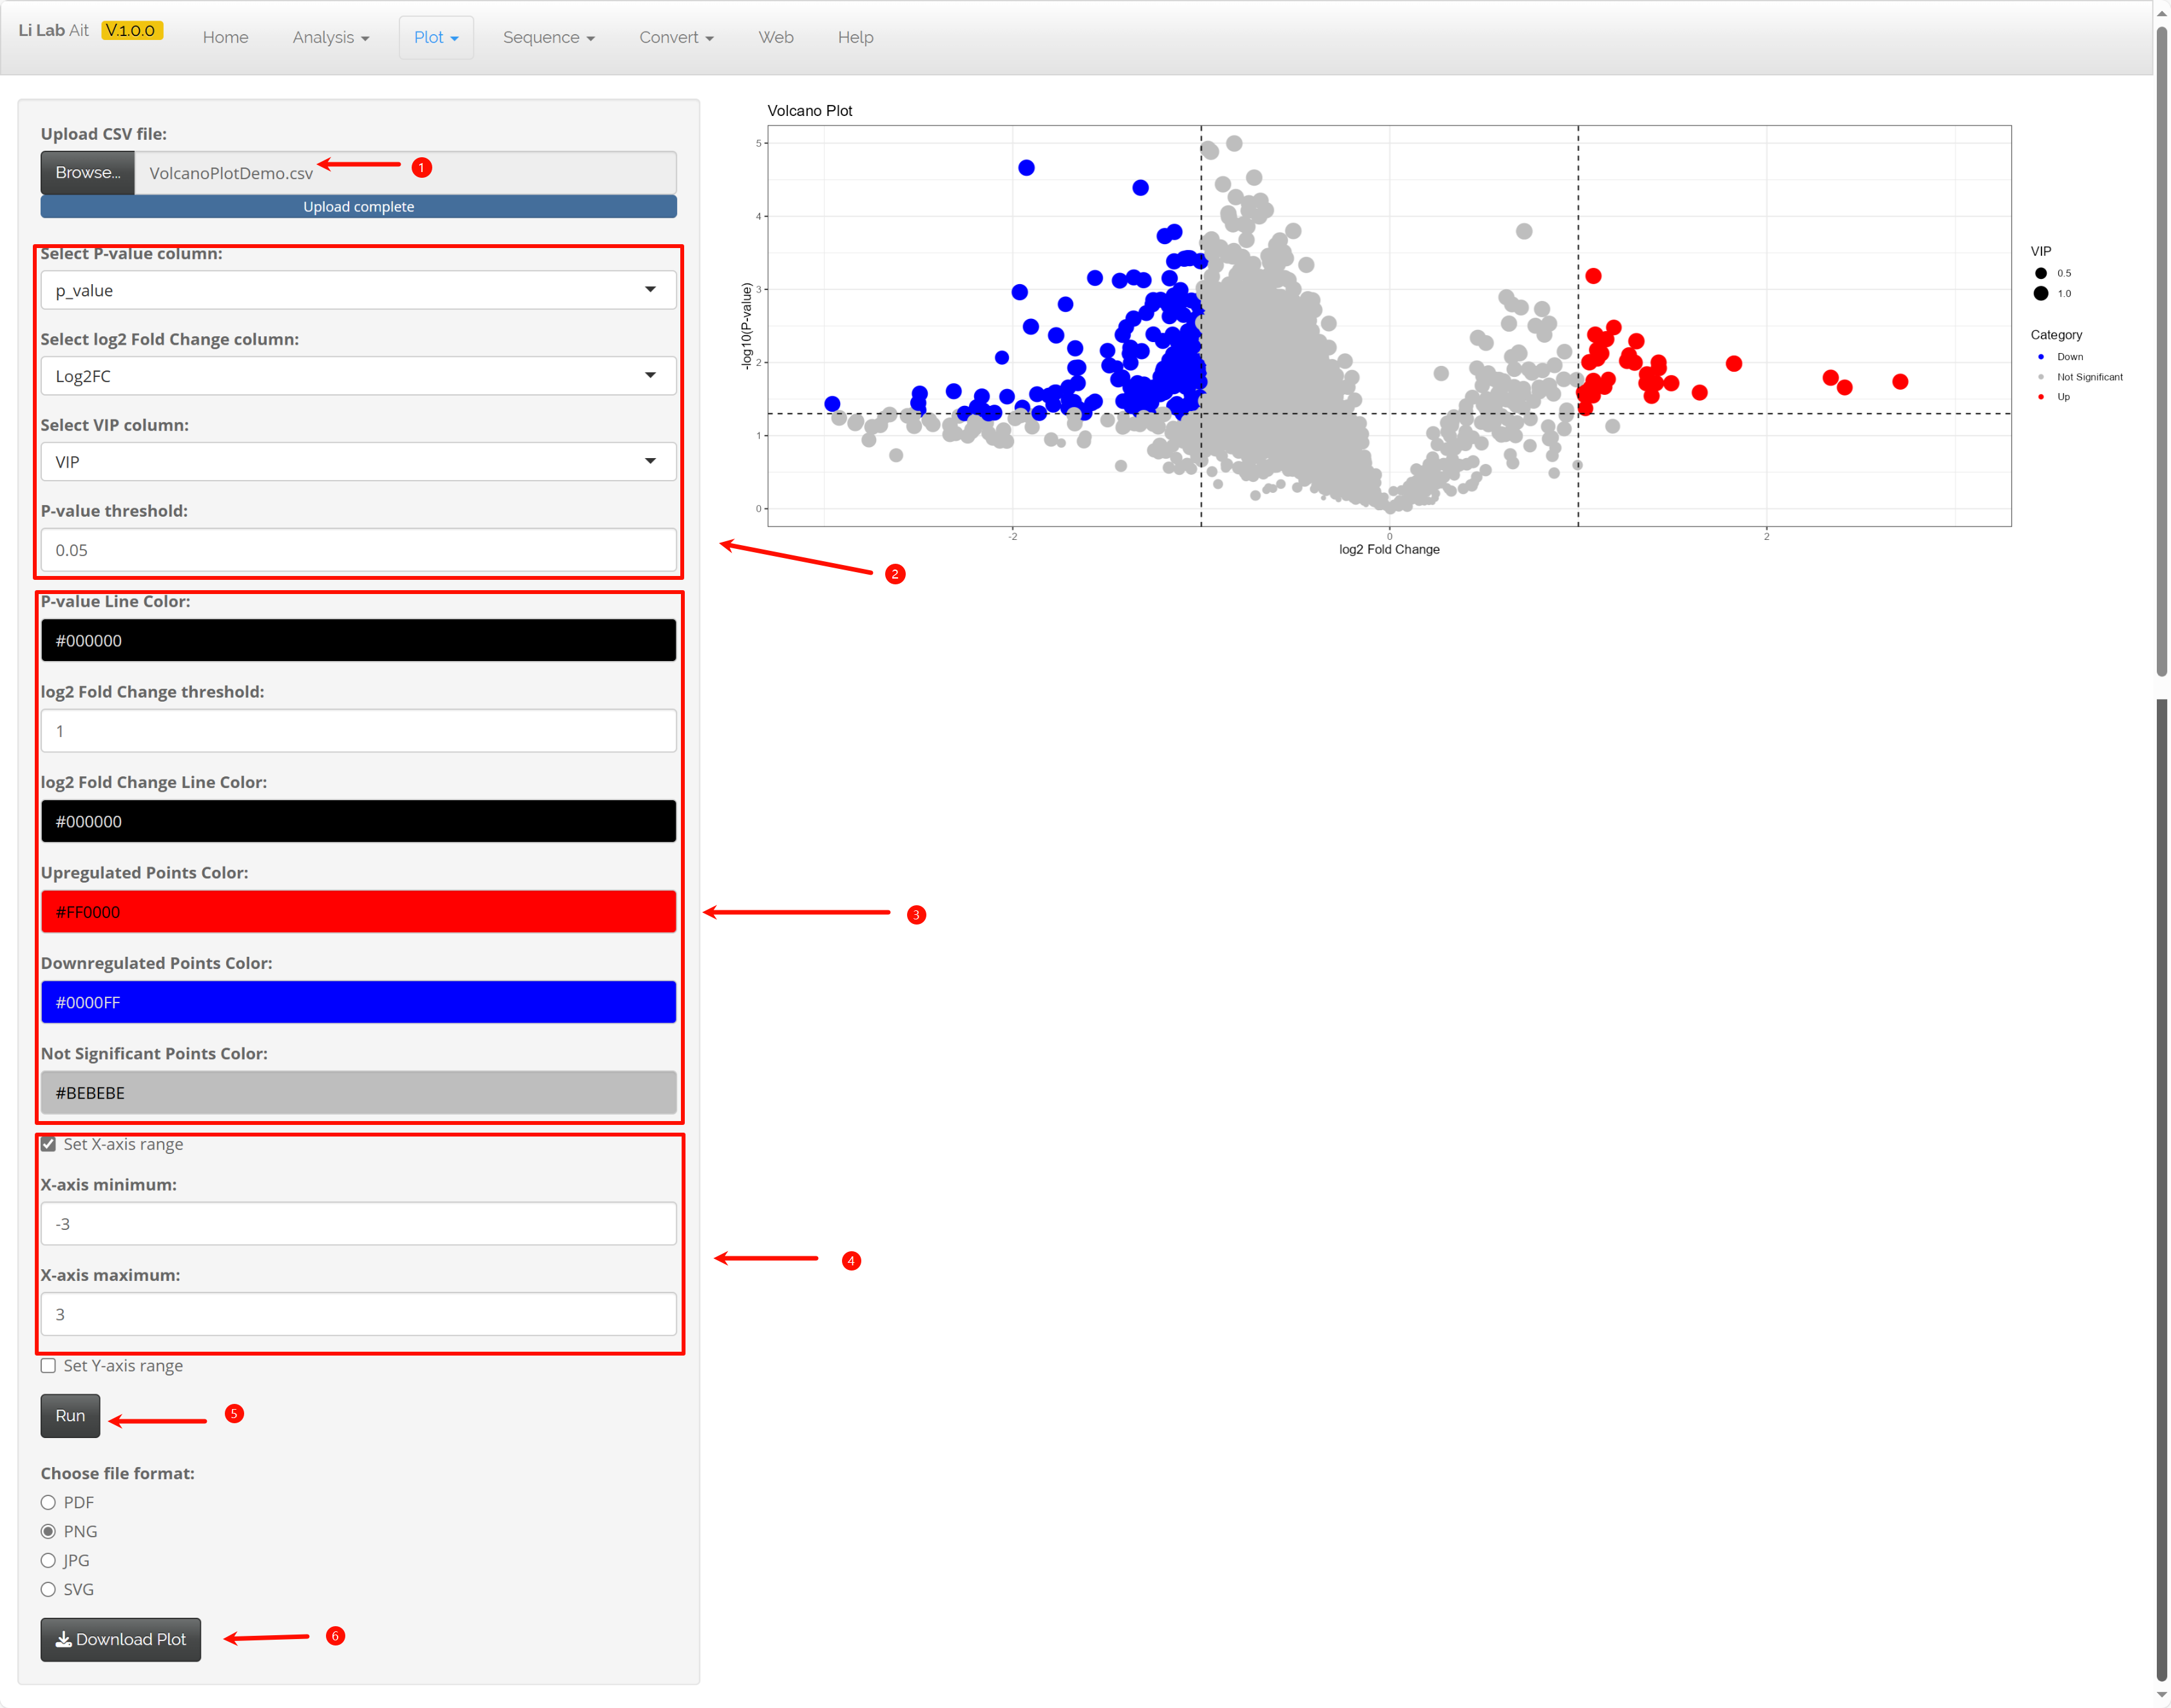 Li Lab Ait V.1.0.0 Home Analysis Plot Sequence Convert Web Help
Upload CSV file:
Browse... VolcanoPlotDemo.csv
1
Upload complete
Select P-value column:
p_value
Select log2 Fold Change column:
Log2FC
Select VIP column:
VIP
P-value threshold:
0.05
2
P-value Line Color:
#000000
log2 Fold Change threshold:
1
log2 Fold Change Line Color:
#000000
Upregulated Points Color:
#FF0000
3
Downregulated Points Color:
#0000FF
Not Significant Points Color:
#BEBEBE
Set X-axis range
X-axis minimum:
-3
4
X-axis maximum:
3
Set Y-axis range
Run
5
Choose file format:
PDF
PNG
JPG
SVG
Download Plot
6
Volcano Plot
5
4
3
2
1
0
-log10(P-value)
-2 0 2
log2 Fold Change
VIP
0.5
1.0
Category
Down
Not Significant
Up